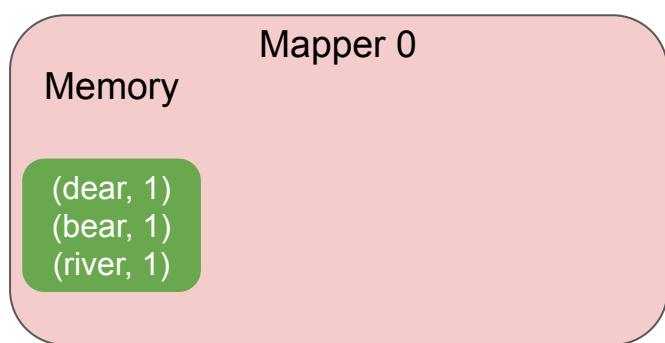 Mapper 0
Memory
(dear, 1)
(bear, 1)
(river, 1)